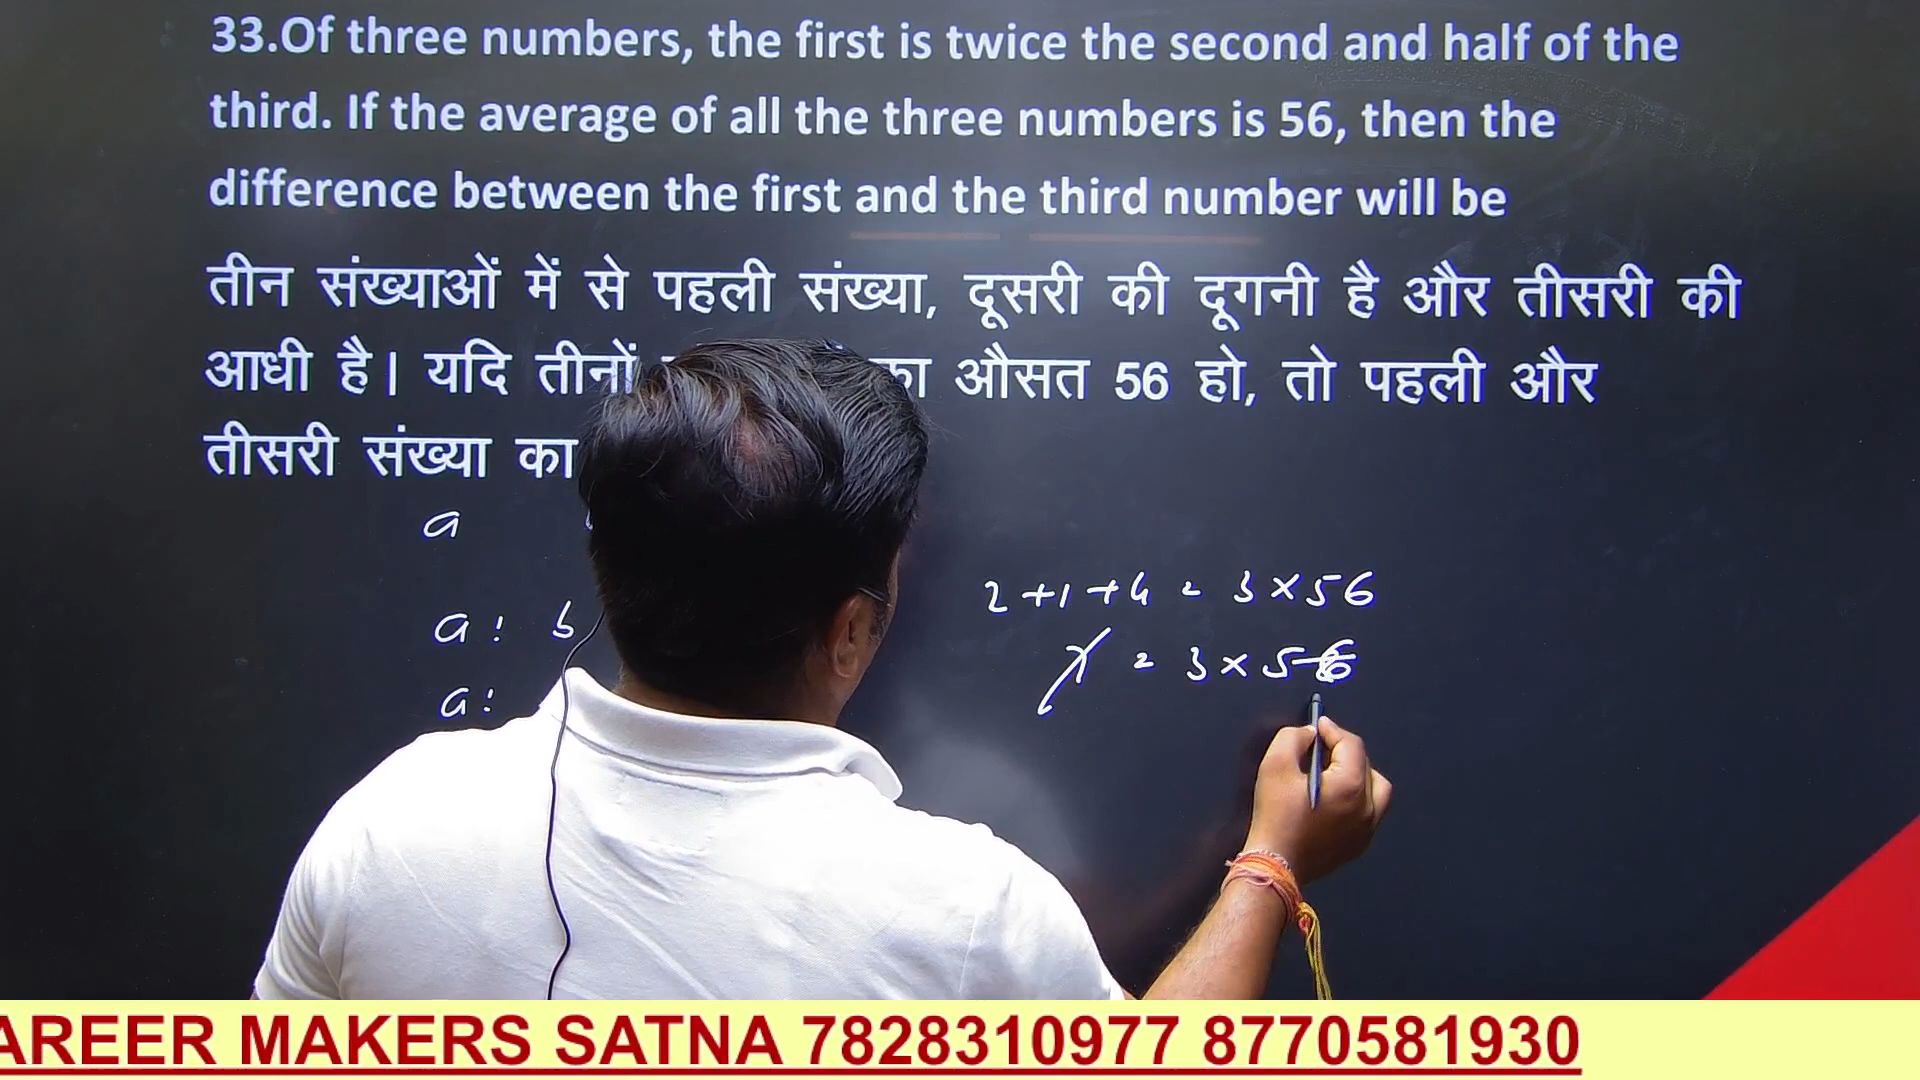 33.Of three numbers, the first is twice the second and half of the
third. If the average of all the three numbers is 56, then the
difference between the first and the third number will be
तीन संख्याओं में से पहली संख्या, दूसरी की दूगनी है और तीसरी की
आधी है। यदि तीनों का औसत 56 हो, तो पहली और
तीसरी संख्या का
a
a : b
a :
2 + 1 + 4 = 3 × 56
7 = 3 × 56
AREER MAKERS SATNA 7828310977 8770581930